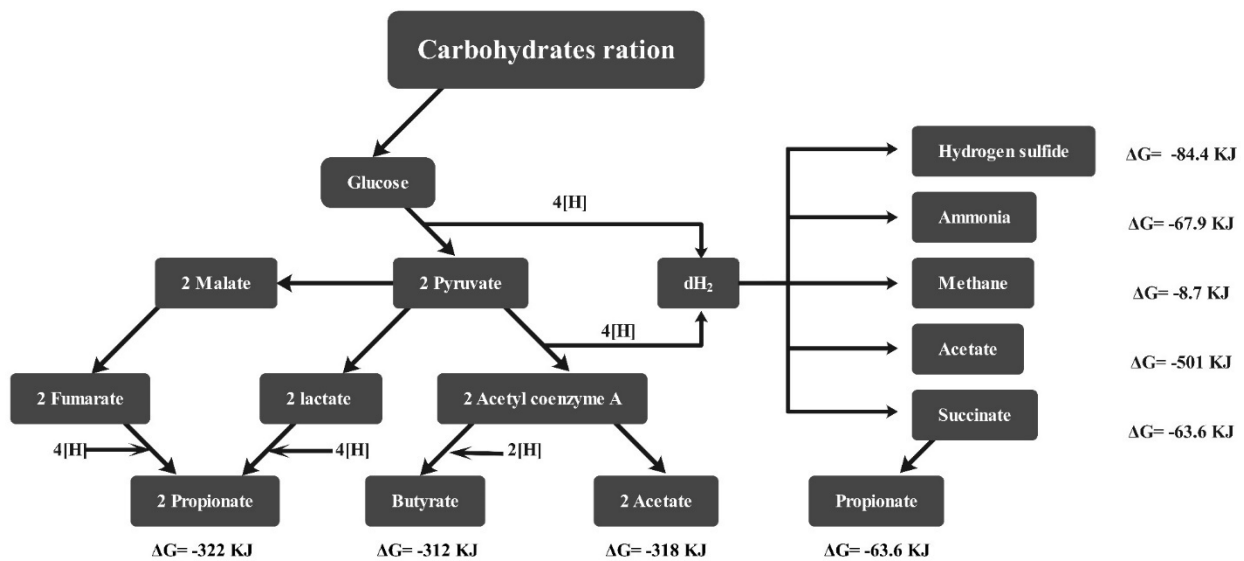 Carbohydrates ration
Hydrogen sulfide
ΔG= -84.4 KJ
Glucose
4[H]
Ammonia
ΔG= -67.9 KJ
2 Malate
2 Pyruvate
dH₂
Methane
ΔG= -8.7 KJ
4[H]
Acetate
ΔG= -501 KJ
2 Fumarate
2 lactate
2 Acetyl coenzyme A
Succinate
ΔG= -63.6 KJ
4[H]
4[H]
2[H]
2 Propionate
Butyrate
2 Acetate
Propionate
ΔG= -322 KJ
ΔG= -312 KJ
ΔG= -318 KJ
ΔG= -63.6 KJ